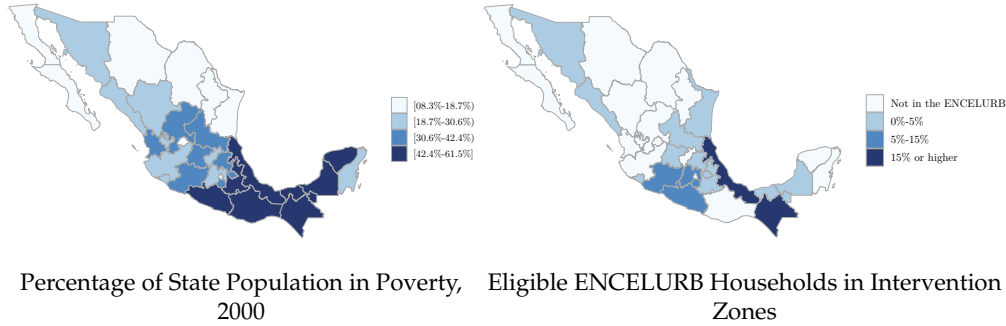 [08.3%-18.7%)
[18.7%-30.6%)
[30.6%-42.4%)
[42.4%-61.5%]
Not in the ENCELURB
0%-5%
5%-15%
15% or higher
Percentage of State Population in Poverty,
2000
Eligible ENCELURB Households in Intervention
Zones